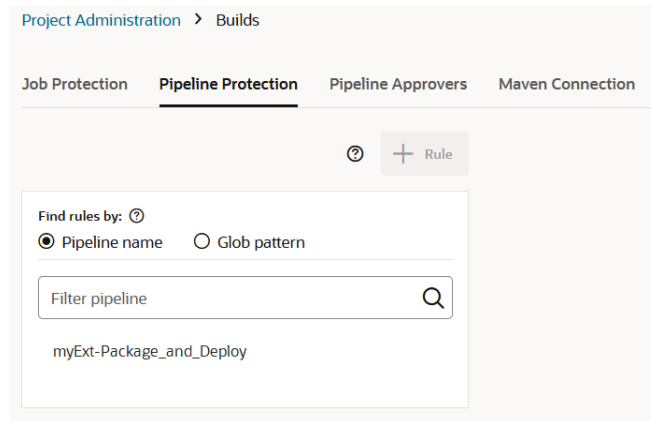 Project Administration > Builds
Job Protection Pipeline Protection Pipeline Approvers Maven Connection
? + Rule
Find rules by: ?
Pipeline name Glob pattern
Filter pipeline
myExt-Package_and_Deploy